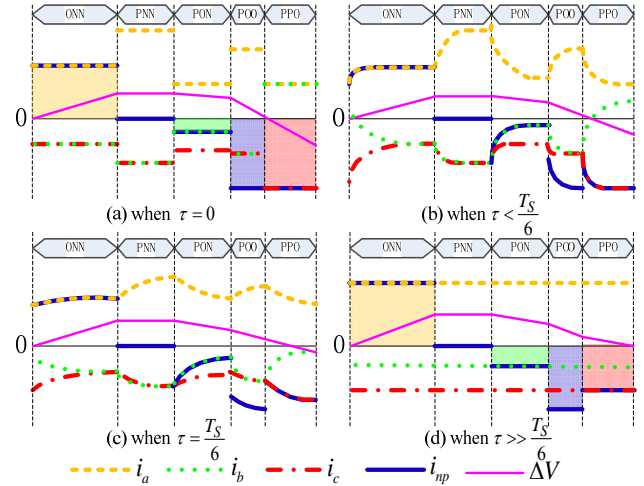 ONN PNN PON POO PPO
ONN PNN PON POO PPO
0
0
(a) when τ = 0
(b) when τ < T_S/6
ONN PNN PON POO PPO
ONN PNN PON POO PPO
0
0
(c) when τ = T_S/6
(d) when τ >> T_S/6
i_a i_b i_c i_np ΔV